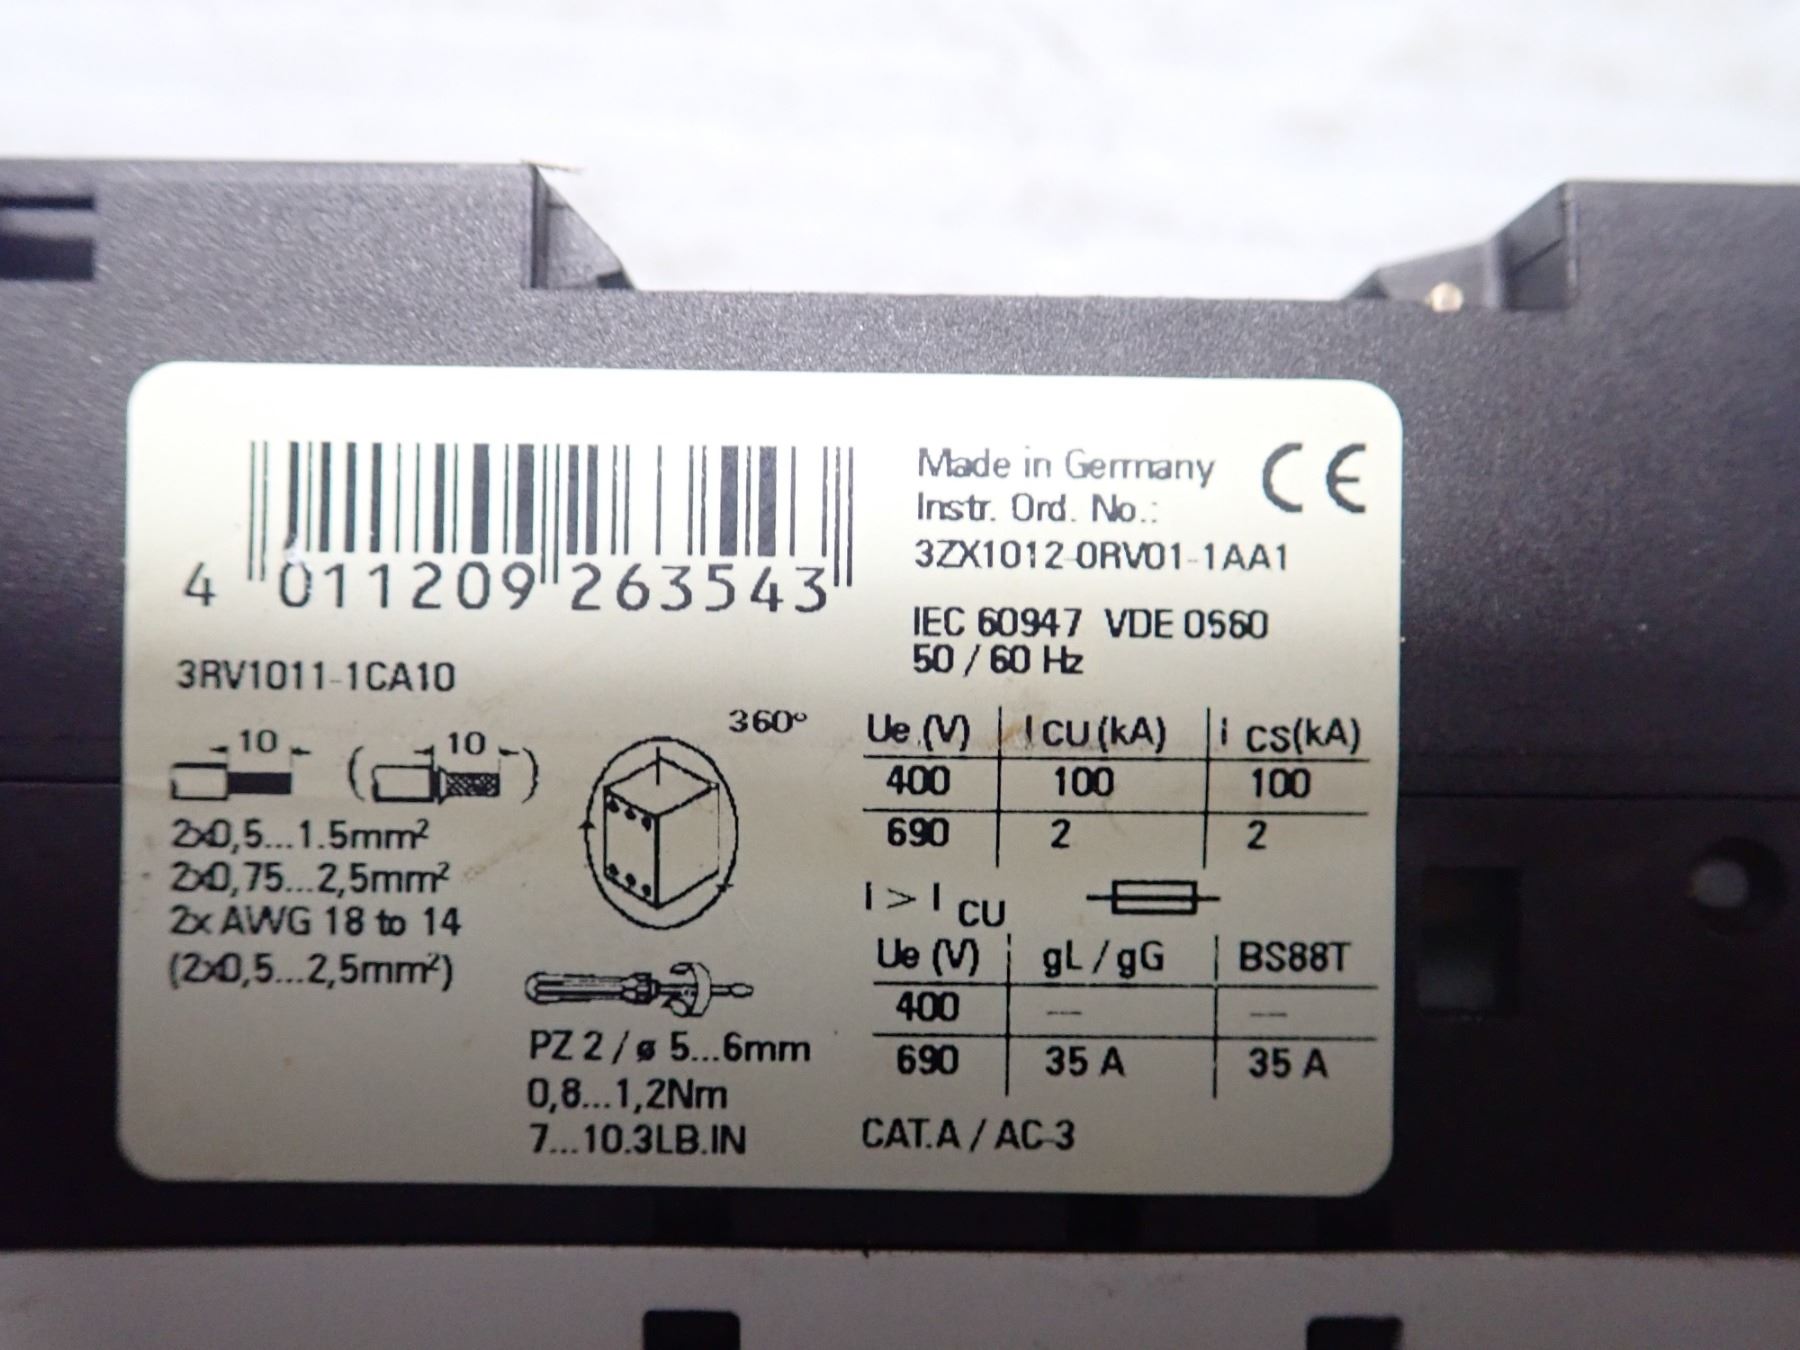 4 011209 263543
3RV1011-1CA10
10 (10)
2x0,5...1.5mm²
2x0,75...2,5mm²
2x AWG 18 to 14
(2x0,5...2,5mm²)
360°
PZ 2 / ø 5...6mm
0,8...1,2Nm
7...10.3LB.IN
Made in Germany CE
Instr. Ord. No.:
3ZX1012-0RV01-1AA1
IEC 60947 VDE 0660
50 / 60 Hz
Ue (V) I CU (kA) I CS(kA)
400 100 100
690 2 2
I > I CU
Ue (V) gL / gG BS88T
400 — —
690 35 A 35 A
CAT.A / AC-3